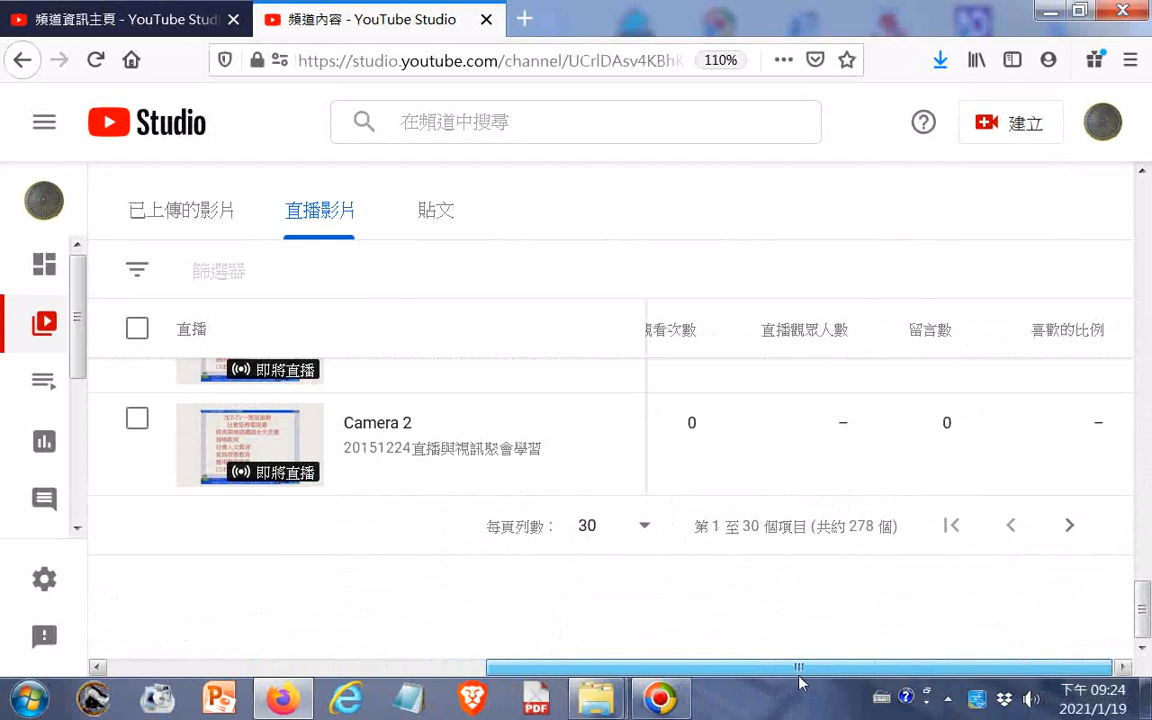 頻道資訊主頁 - YouTube Stud
頻道內容 - YouTube Studio
https://studio.youtube.com/channel/UCrlDAsv4KBhK
110%
Studio
在頻道中搜尋
建立
已上傳的影片
直播影片
貼文
篩選器
直播
看次數
直播觀眾人數
留言數
喜歡的比例
即將直播
Camera 2
0
–
0
–
20151224直播與視訊聚會學習
即將直播
每頁列數：
30
第 1 至 30 個項目 (共約 278 個)
PDF
下午 09:24
2021/1/19